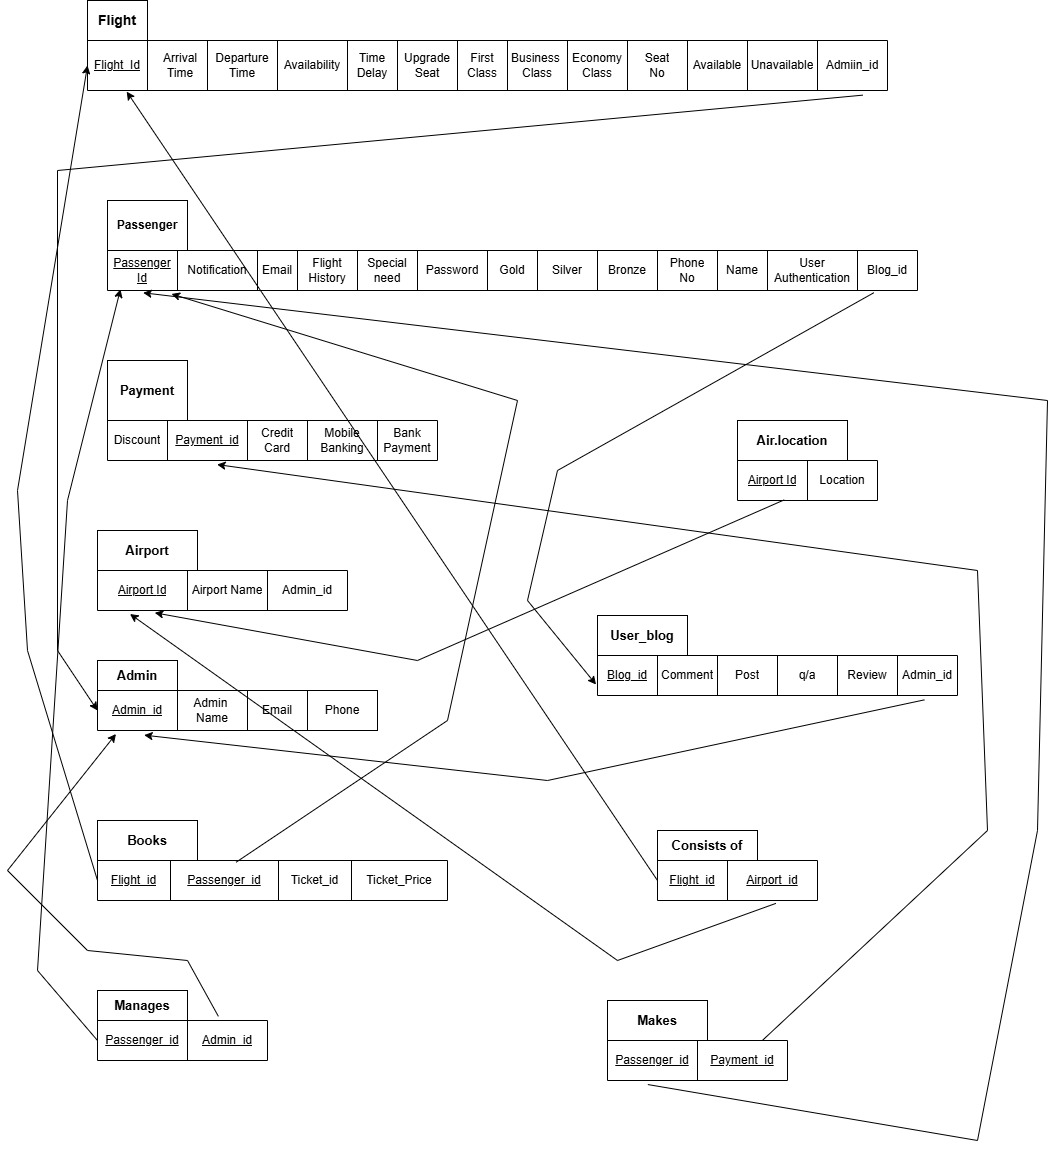 Flight
Flight_Id
Arrival
Time
Departure
Time
Availability
Time
Delay
Upgrade
Seat
First
Class
Business
Class
Economy
Class
Seat
No
Available
Unavailable
Admiin_id
Passenger
Passenger
Id
Notification
Email
Flight
History
Special
need
Password
Gold
Silver
Bronze
Phone
No
Name
User
Authentication
Blog_id
Payment
Discount
Payment_id
Credit
Card
Mobile
Banking
Bank
Payment
Air.location
Airport Id
Location
Airport
Airport Id
Airport Name
Admin_id
User_blog
Blog_id
Comment
Post
q/a
Review
Admin_id
Admin
Admin_id
Admin
Name
Email
Phone
Books
Flight_id
Passenger_id
Ticket_id
Ticket_Price
Consists of
Flight_id
Airport_id
Manages
Passenger_id
Admin_id
Makes
Passenger_id
Payment_id